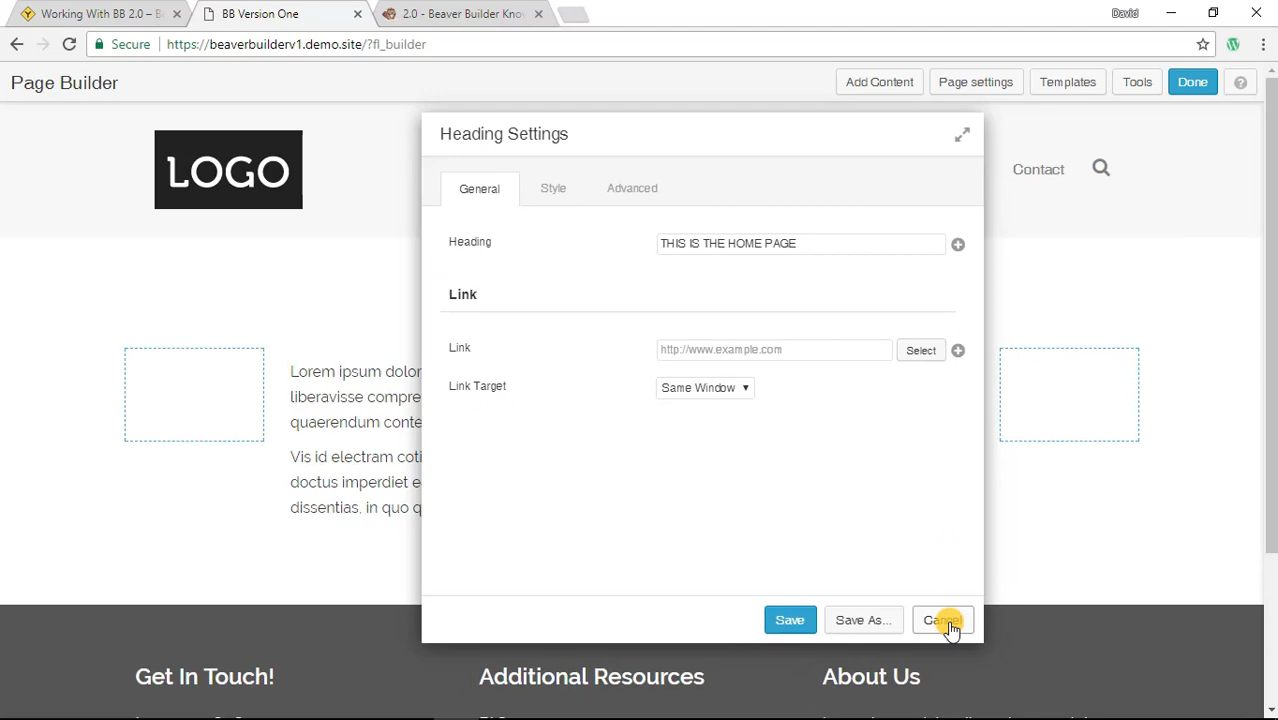 Working With BB 2.0 – B
BB Version One
2.0 - Beaver Builder Kno
David
Secure
https://beaverbuilderv1.demo.site/?fl_builder
Page Builder
Add Content
Page settings
Templates
Tools
Done
?
LOGO
Contact
Heading Settings
General
Style
Advanced
Heading
THIS IS THE HOME PAGE
Link
Link
http://www.example.com
Select
Link Target
Same Window
Lorem ipsum dolor
liberavisse compre
quaerendum conte
Vis id electram coti
doctus imperdiet e
dissentias, in quo q
Save
Save As...
Cancel
Get In Touch!
Additional Resources
About Us